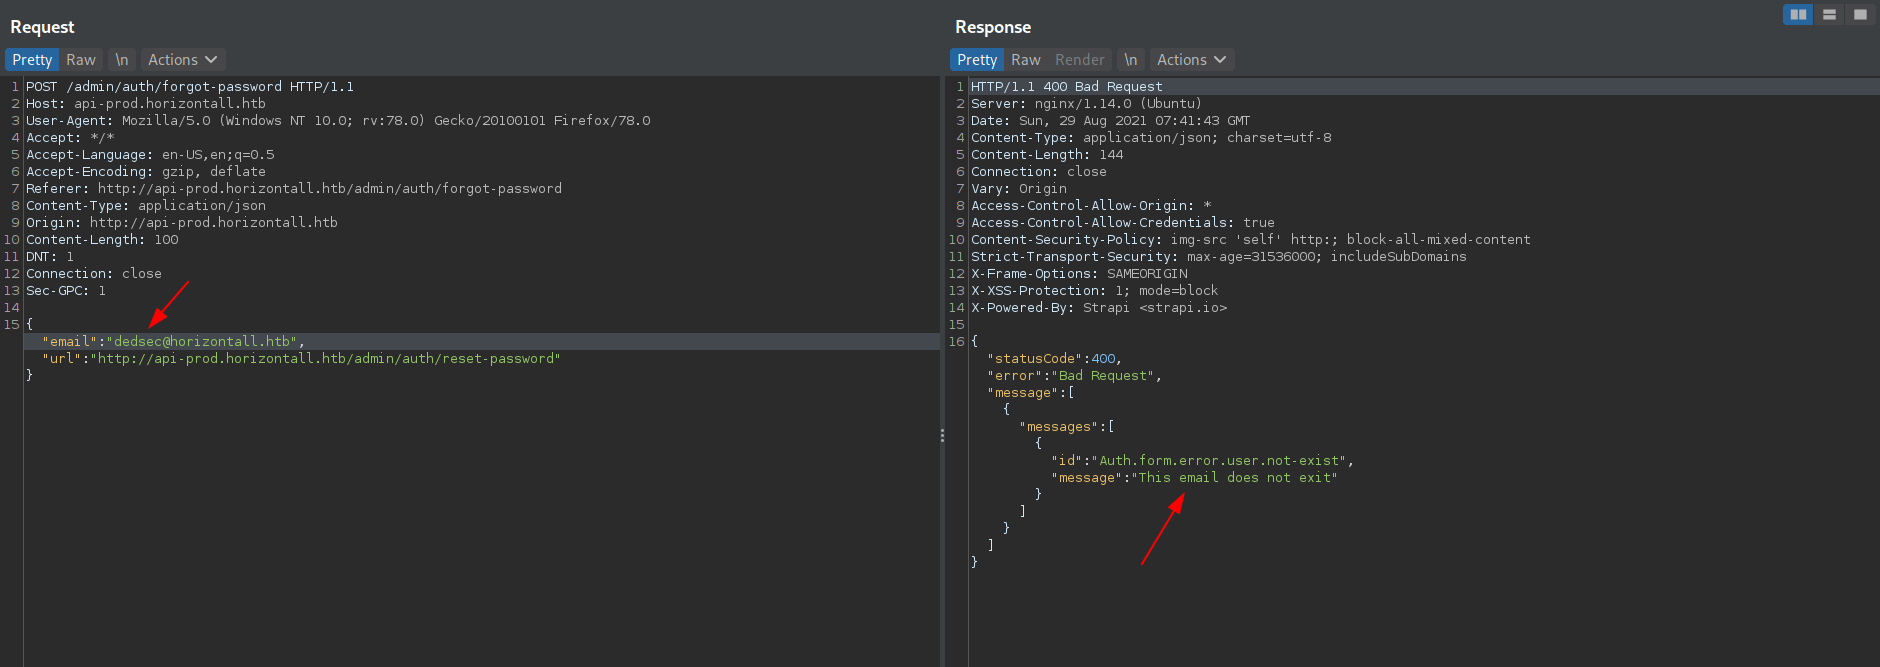 Request
Pretty Raw \n Actions
1 POST /admin/auth/forgot-password HTTP/1.1
2 Host: api-prod.horizontall.htb
3 User-Agent: Mozilla/5.0 (Windows NT 10.0; rv:78.0) Gecko/20100101 Firefox/78.0
4 Accept: */*
5 Accept-Language: en-US,en;q=0.5
6 Accept-Encoding: gzip, deflate
7 Referer: http://api-prod.horizontall.htb/admin/auth/forgot-password
8 Content-Type: application/json
9 Origin: http://api-prod.horizontall.htb
10 Content-Length: 100
11 DNT: 1
12 Connection: close
13 Sec-GPC: 1
14
15 {
"email":"dedsec@horizontall.htb",
"url":"http://api-prod.horizontall.htb/admin/auth/reset-password"
}
Response
Pretty Raw Render \n Actions
1 HTTP/1.1 400 Bad Request
2 Server: nginx/1.14.0 (Ubuntu)
3 Date: Sun, 29 Aug 2021 07:41:43 GMT
4 Content-Type: application/json; charset=utf-8
5 Content-Length: 144
6 Connection: close
7 Vary: Origin
8 Access-Control-Allow-Origin: *
9 Access-Control-Allow-Credentials: true
10 Content-Security-Policy: img-src 'self' http:; block-all-mixed-content
11 Strict-Transport-Security: max-age=31536000; includeSubDomains
12 X-Frame-Options: SAMEORIGIN
13 X-XSS-Protection: 1; mode=block
14 X-Powered-By: Strapi <strapi.io>
15
16 {
"statusCode":400,
"error":"Bad Request",
"message":[
{
"messages":[
{
"id":"Auth.form.error.user.not-exist",
"message":"This email does not exit"
}
]
}
]
}